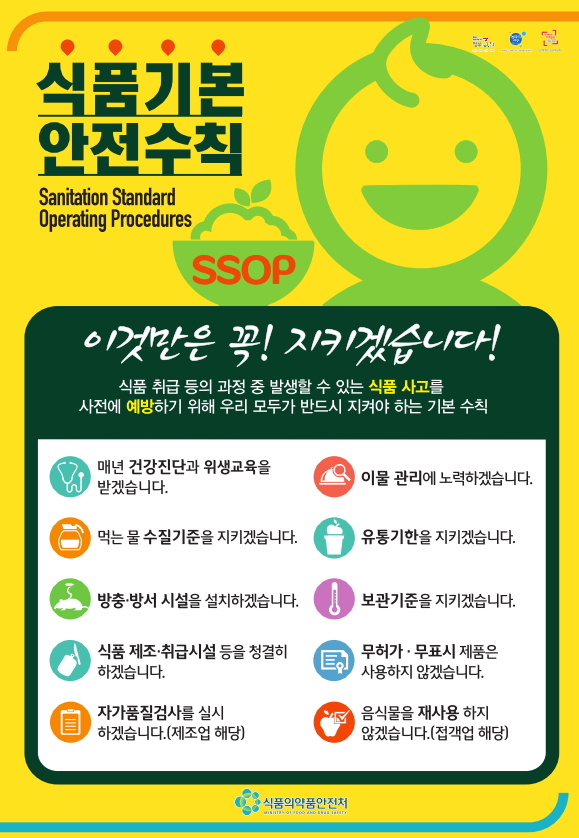 식품기본
안전수칙
Sanitation Standard
Operating Procedures
SSOP
이것만은 꼭! 지키겠습니다!
식품 취급 등의 과정 중 발생할 수 있는 식품 사고를
사전에 예방하기 위해 우리 모두가 반드시 지켜야 하는 기본 수칙
매년 건강진단과 위생교육을
받겠습니다.
먹는 물 수질기준을 지키겠습니다.
방충·방서 시설을 설치하겠습니다.
식품 제조·취급시설 등을 청결히
하겠습니다.
자가품질검사를 실시
하겠습니다.(제조업 해당)
이물 관리에 노력하겠습니다.
유통기한을 지키겠습니다.
보관기준을 지키겠습니다.
무허가 · 무표시 제품은
사용하지 않겠습니다.
음식물을 재사용 하지
않겠습니다.(접객업 해당)
식품의약품안전처
MINISTRY OF FOOD AND DRUG SAFETY